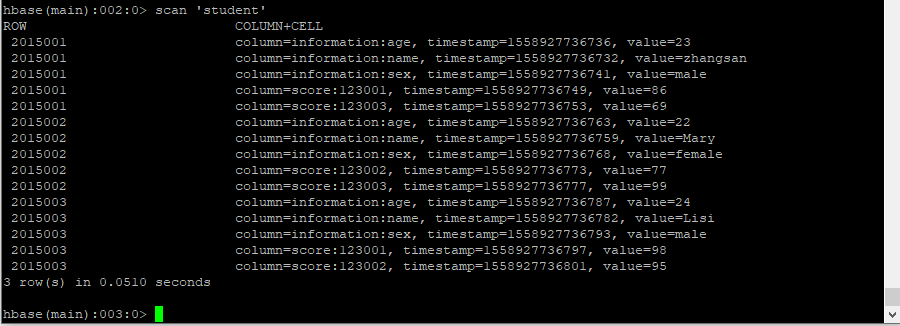 hbase(main):002:0> scan 'student'
ROW COLUMN+CELL
2015001 column=information:age, timestamp=1558927736736, value=23
2015001 column=information:name, timestamp=1558927736732, value=zhangsan
2015001 column=information:sex, timestamp=1558927736741, value=male
2015001 column=score:123001, timestamp=1558927736749, value=86
2015001 column=score:123003, timestamp=1558927736753, value=69
2015002 column=information:age, timestamp=1558927736763, value=22
2015002 column=information:name, timestamp=1558927736759, value=Mary
2015002 column=information:sex, timestamp=1558927736768, value=female
2015002 column=score:123002, timestamp=1558927736773, value=77
2015002 column=score:123003, timestamp=1558927736777, value=99
2015003 column=information:age, timestamp=1558927736787, value=24
2015003 column=information:name, timestamp=1558927736782, value=Lisi
2015003 column=information:sex, timestamp=1558927736793, value=male
2015003 column=score:123001, timestamp=1558927736797, value=98
2015003 column=score:123002, timestamp=1558927736801, value=95
3 row(s) in 0.0510 seconds
hbase(main):003:0>